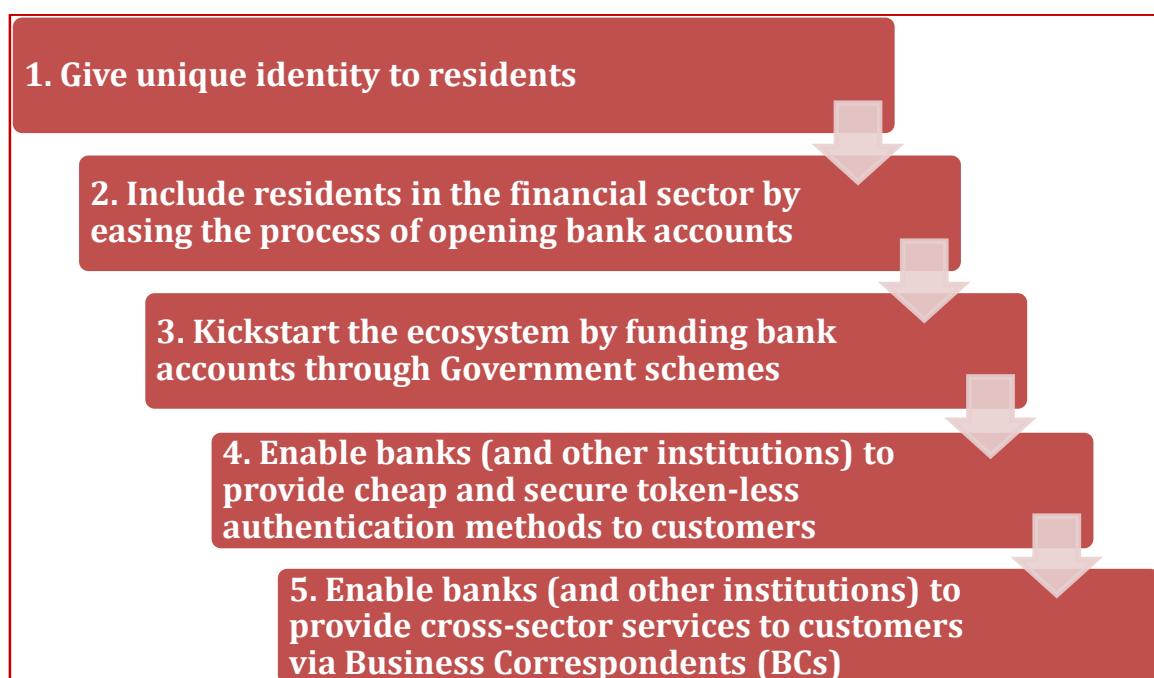 1. Give unique identity to residents
2. Include residents in the financial sector by
easing the process of opening bank accounts
3. Kickstart the ecosystem by funding bank
accounts through Government schemes
4. Enable banks (and other institutions) to
provide cheap and secure token-less
authentication methods to customers
5. Enable banks (and other institutions) to
provide cross-sector services to customers
via Business Correspondents (BCs)